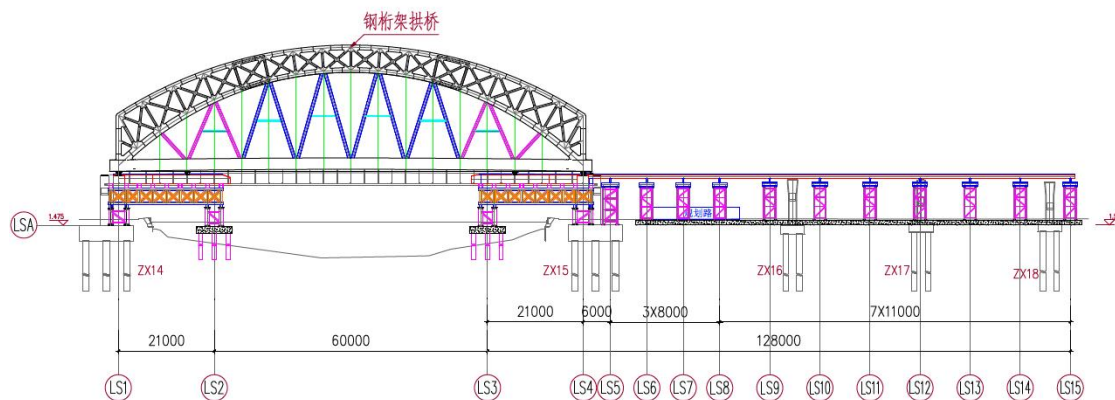 钢桁架拱桥
LSA
1.475
规划路
ZX14
ZX15
ZX16
ZX17
ZX18
21000
6000
3X8000
7X11000
21000
60000
128000
LS1
LS2
LS3
LS4
LS5
LS6
LS7
LS8
LS9
LS10
LS11
LS12
LS13
LS14
LS15